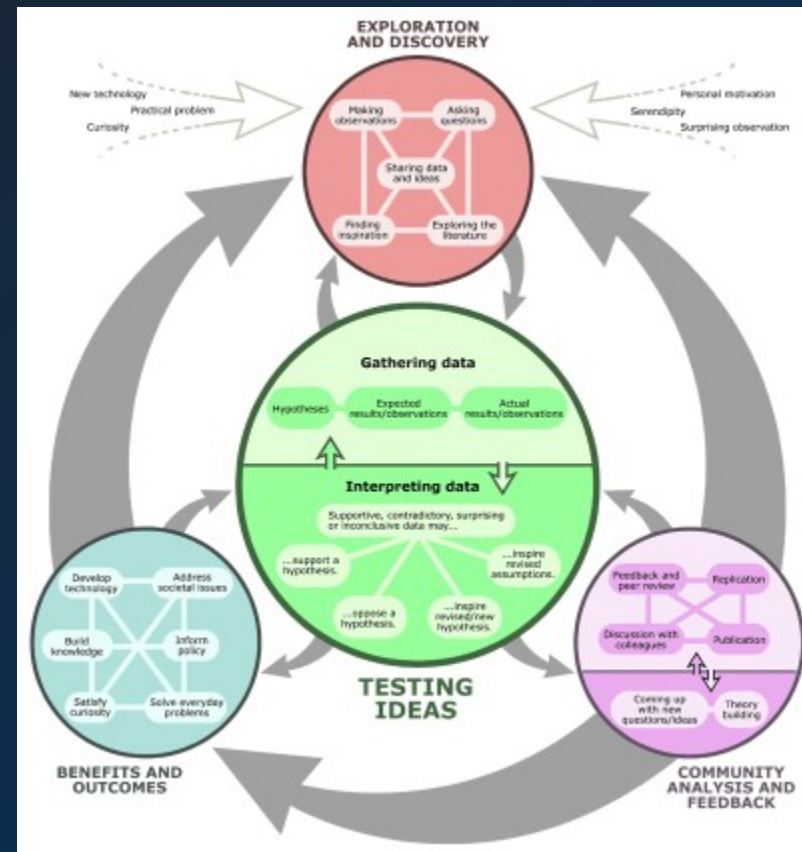 EXPLORATION
AND DISCOVERY
New technology
Practical problem
Curiosity
Personal motivation
Serendipity
Surprising observation
Making
observations
Asking
questions
Sharing data
and ideas
Finding
inspiration
Exploring the
literature
Gathering data
Hypotheses
Expected
results/observations
Actual
results/observations
Interpreting data
Supportive, contradictory, surprising
or inconclusive data may...
...support a
hypothesis.
...inspire
revised
assumptions.
...oppose a
hypothesis.
...inspire
revised/new
hypothesis.
TESTING
IDEAS
Develop
technology
Address
societal issues
Build
knowledge
Inform
policy
Satisfy
curiosity
Solve everyday
problems
BENEFITS AND
OUTCOMES
Feedback and
peer review
Replication
Discussion with
colleagues
Publication
Coming up
with new
questions/ideas
Theory
building
COMMUNITY
ANALYSIS AND
FEEDBACK